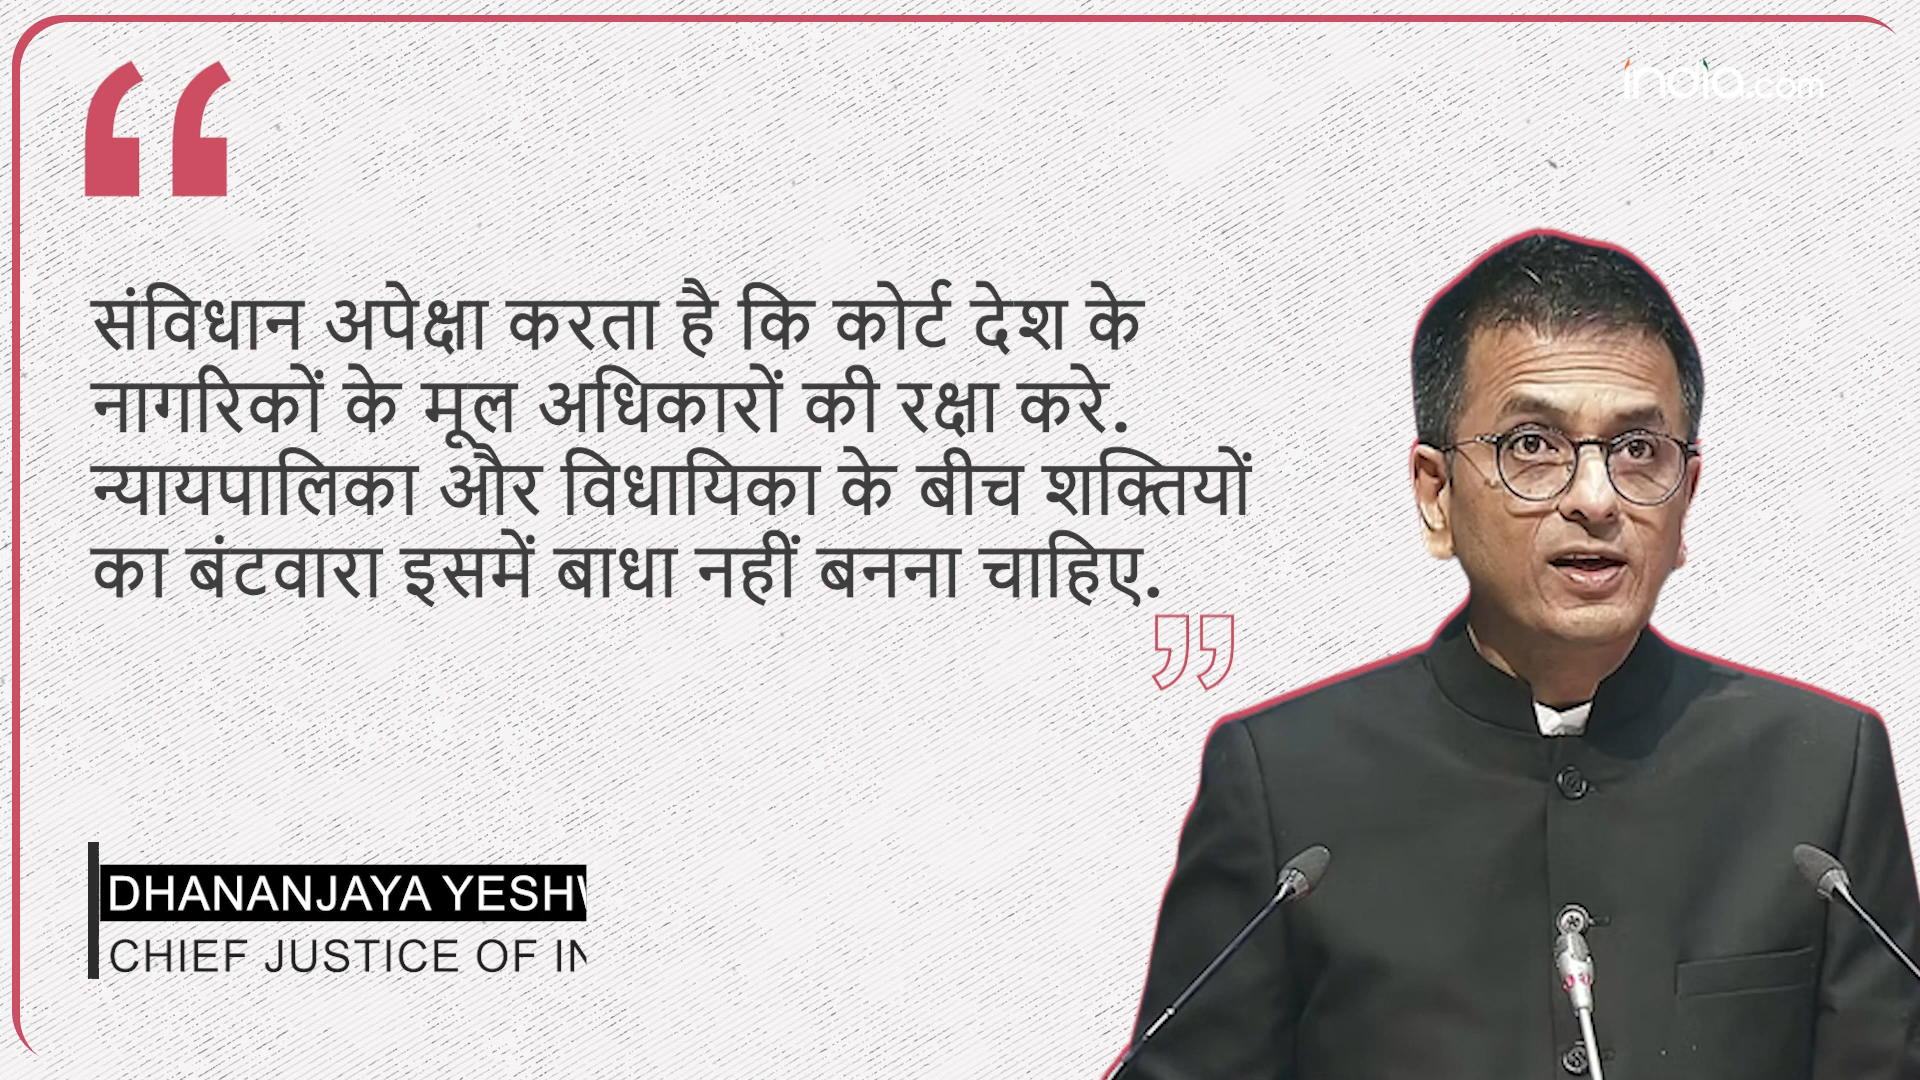 india.com
संविधान अपेक्षा करता है कि कोर्ट देश के
नागरिकों के मूल अधिकारों की रक्षा करे.
न्यायपालिका और विधायिका के बीच शक्तियों
का बंटवारा इसमें बाधा नहीं बनना चाहिए.
DHANANJAYA
CHIEF JUSTICE OF